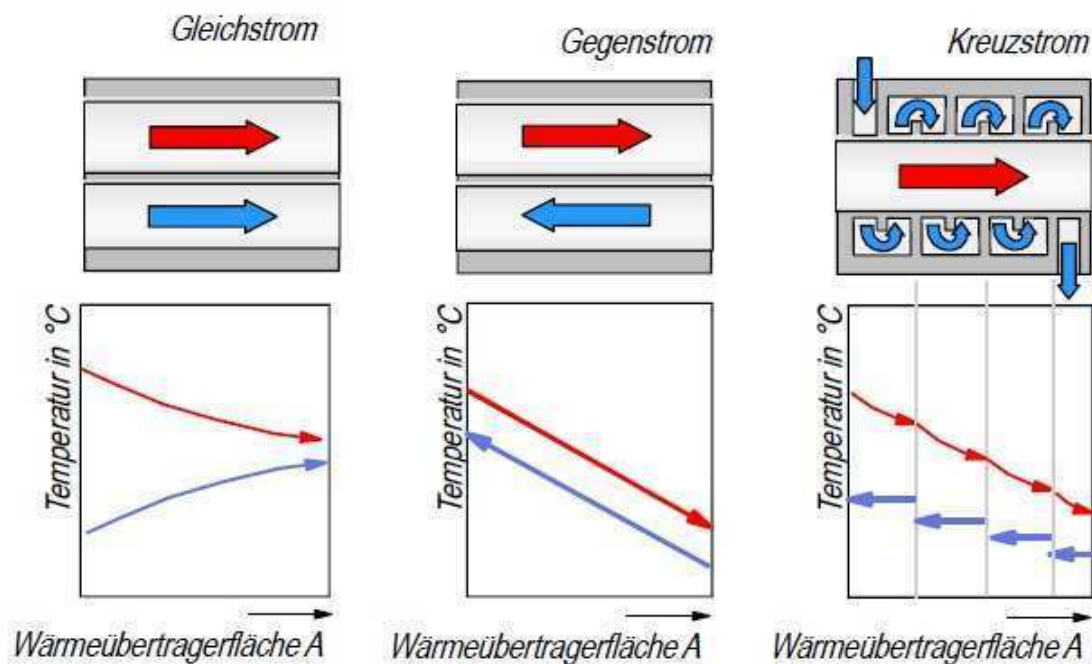 Gleichstrom
Gegenstrom
Kreuzstrom
Temperatur in °C
Temperatur in °C
Temperatur in °C
Wärmeübertragerfläche A
Wärmeübertragerfläche A
Wärmeübertragerfläche A